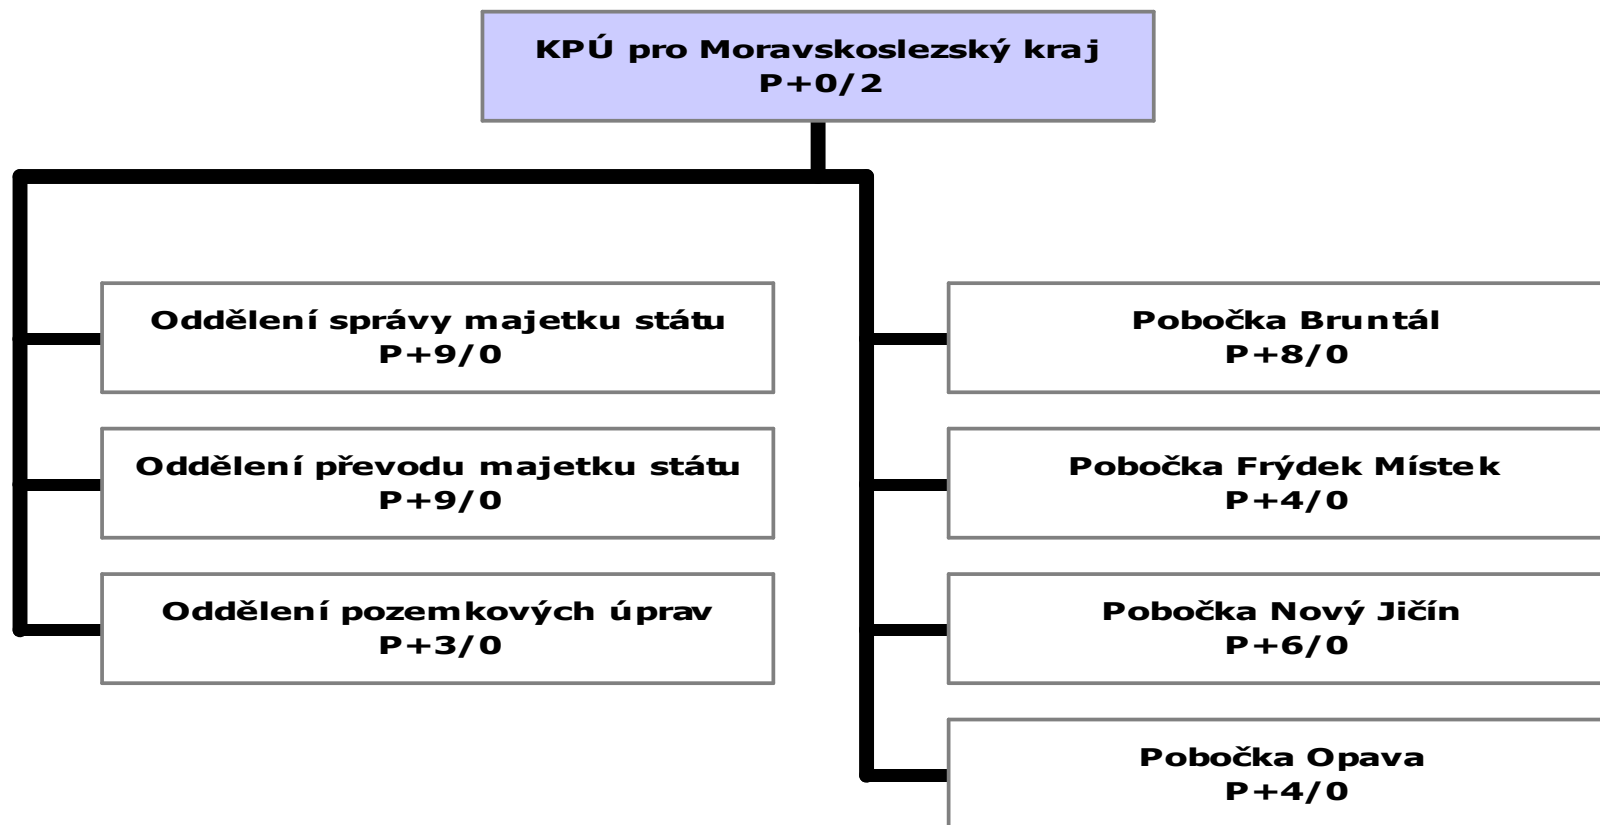 KPÚ pro Moravskoslezský kraj
P+0/2
Oddělení správy majetku státu
P+9/0
Oddělení převodu majetku státu
P+9/0
Oddělení pozemkových úprav
P+3/0
Pobočka Bruntál
P+8/0
Pobočka Frýdek Místek
P+4/0
Pobočka Nový Jičín
P+6/0
Pobočka Opava
P+4/0